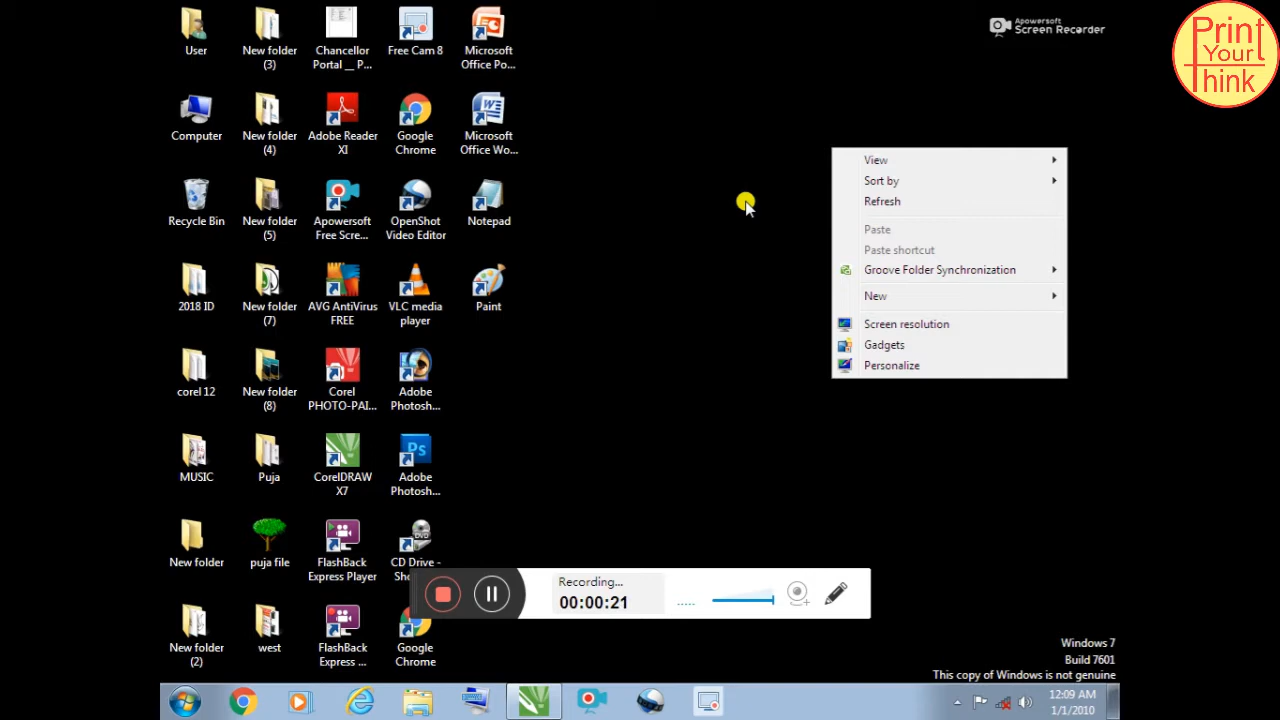 Apowersoft
Screen Recorder
Print
Your
Think
User
New folder
(3)
Chancellor
Portal __ P...
Free Cam 8
Microsoft
Office Po...
Computer
New folder
(4)
Adobe Reader
XI
Google
Chrome
Microsoft
Office Wo...
Recycle Bin
New folder
(5)
Apowersoft
Free Scre...
OpenShot
Video Editor
Notepad
2018 ID
New folder
(7)
AVG AntiVirus
FREE
VLC media
player
Paint
corel 12
New folder
(8)
Corel
PHOTO-PAI...
Adobe
Photosh...
MUSIC
Puja
CorelDRAW
X7
Ps
Adobe
Photosh...
New folder
puja file
FlashBack
Express Player
DVD
CD Drive -
Sho
New folder
(2)
west
FlashBack
Express ...
Google
Chrome
View
Sort by
Refresh
Paste
Paste shortcut
Groove Folder Synchronization
New
Screen resolution
Gadgets
Personalize
Recording...
00:00:21
Windows 7
Build 7601
This copy of Windows is not genuine
12:09 AM
1/1/2010